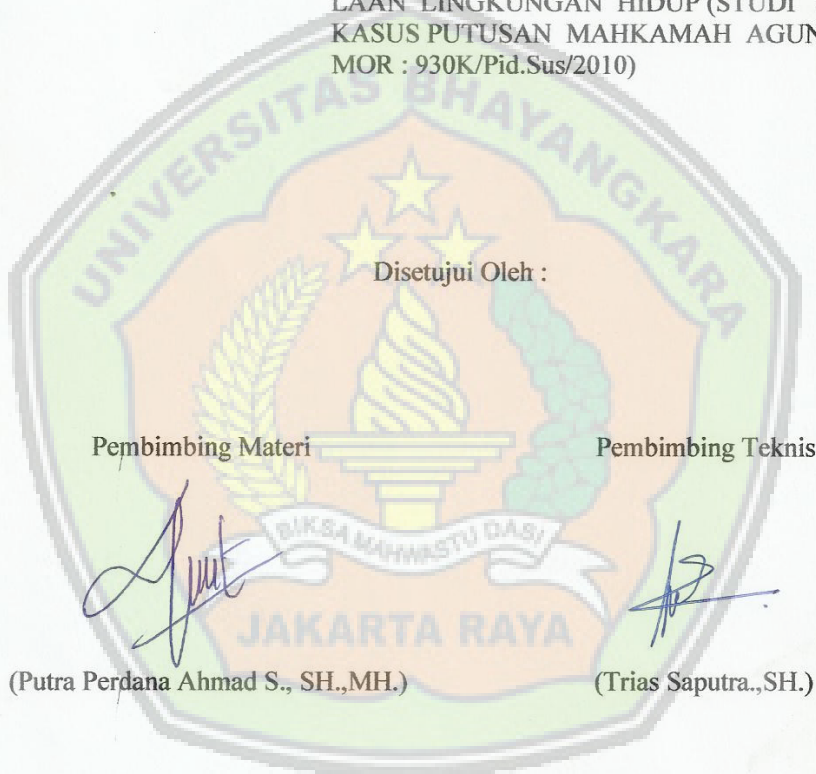 LAAN LINGKUNGAN HIDUP (STUDI
KASUS PUTUSAN MAHKAMAH AGUN
MOR : 930K/Pid.Sus/2010)
UNIVERSITAS BHAYANGKARA
Disetujui Oleh :
Pembimbing Materi Pembimbing Teknis
BIKSA MAHWASTU DASI
JAKARTA RAYA
(Putra Perdana Ahmad S., SH.,MH.) (Trias Saputra.,SH.)